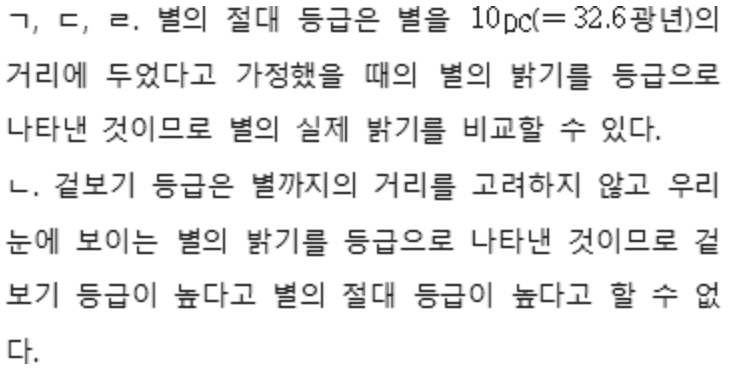 ㄱ, ㄷ, ㄹ. 별의 절대 등급은 별을 10pc(=32.6광년)의
거리에 두었다고 가정했을 때의 별의 밝기를 등급으로
나타낸 것이므로 별의 실제 밝기를 비교할 수 있다.
ㄴ. 겉보기 등급은 별까지의 거리를 고려하지 않고 우리
눈에 보이는 별의 밝기를 등급으로 나타낸 것이므로 겉
보기 등급이 높다고 별의 절대 등급이 높다고 할 수 없
다.